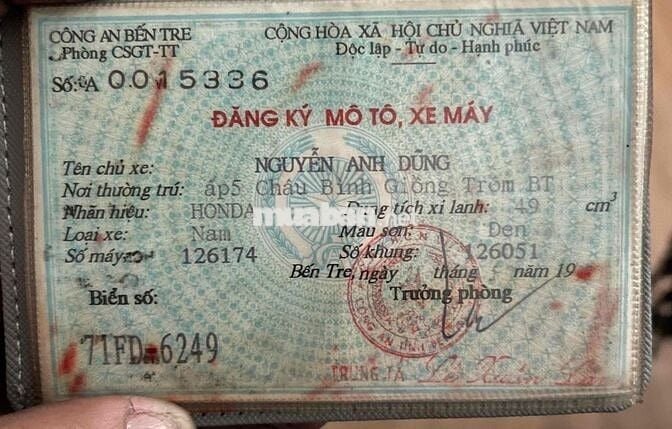 CÔNG AN BẾN TRE
Phòng CSGT-TT
CỘNG HÒA XÃ HỘI CHỦ NGHĨA VIỆT NAM
Độc lập - Tự do - Hạnh phúc
Số: A 0015336
ĐĂNG KÝ MÔ TÔ, XE MÁY
Tên chủ xe: NGUYỄN ANH DŨNG
Nơi thường trú: ấp5 Châu Bình Giồng Trôm BT
Nhãn hiệu: HONDA Dung tích xi lanh: 49 cm³
muaban.net
Loại xe: Nam Màu sơn: Đen
Số máy: 126174 Số khung: 126051
Bến Tre, ngày tháng năm 19
Biển số: Trưởng phòng
71FD-6249
TRUNG TÁ